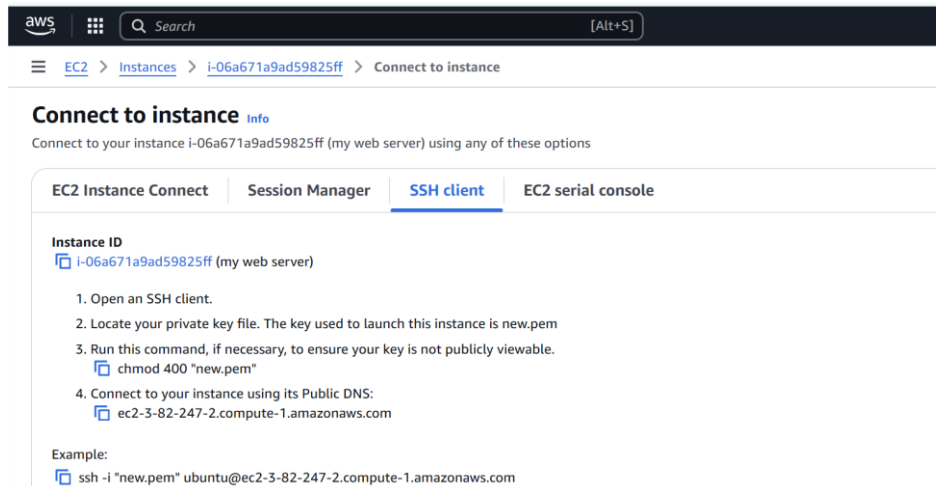 aws
Search [Alt+S]
EC2 > Instances > i-06a671a9ad59825ff > Connect to instance
Connect to instance Info
Connect to your instance i-06a671a9ad59825ff (my web server) using any of these options
EC2 Instance Connect Session Manager SSH client EC2 serial console
Instance ID
i-06a671a9ad59825ff (my web server)
1. Open an SSH client.
2. Locate your private key file. The key used to launch this instance is new.pem
3. Run this command, if necessary, to ensure your key is not publicly viewable.
chmod 400 "new.pem"
4. Connect to your instance using its Public DNS:
ec2-3-82-247-2.compute-1.amazonaws.com
Example:
ssh -i "new.pem" ubuntu@ec2-3-82-247-2.compute-1.amazonaws.com